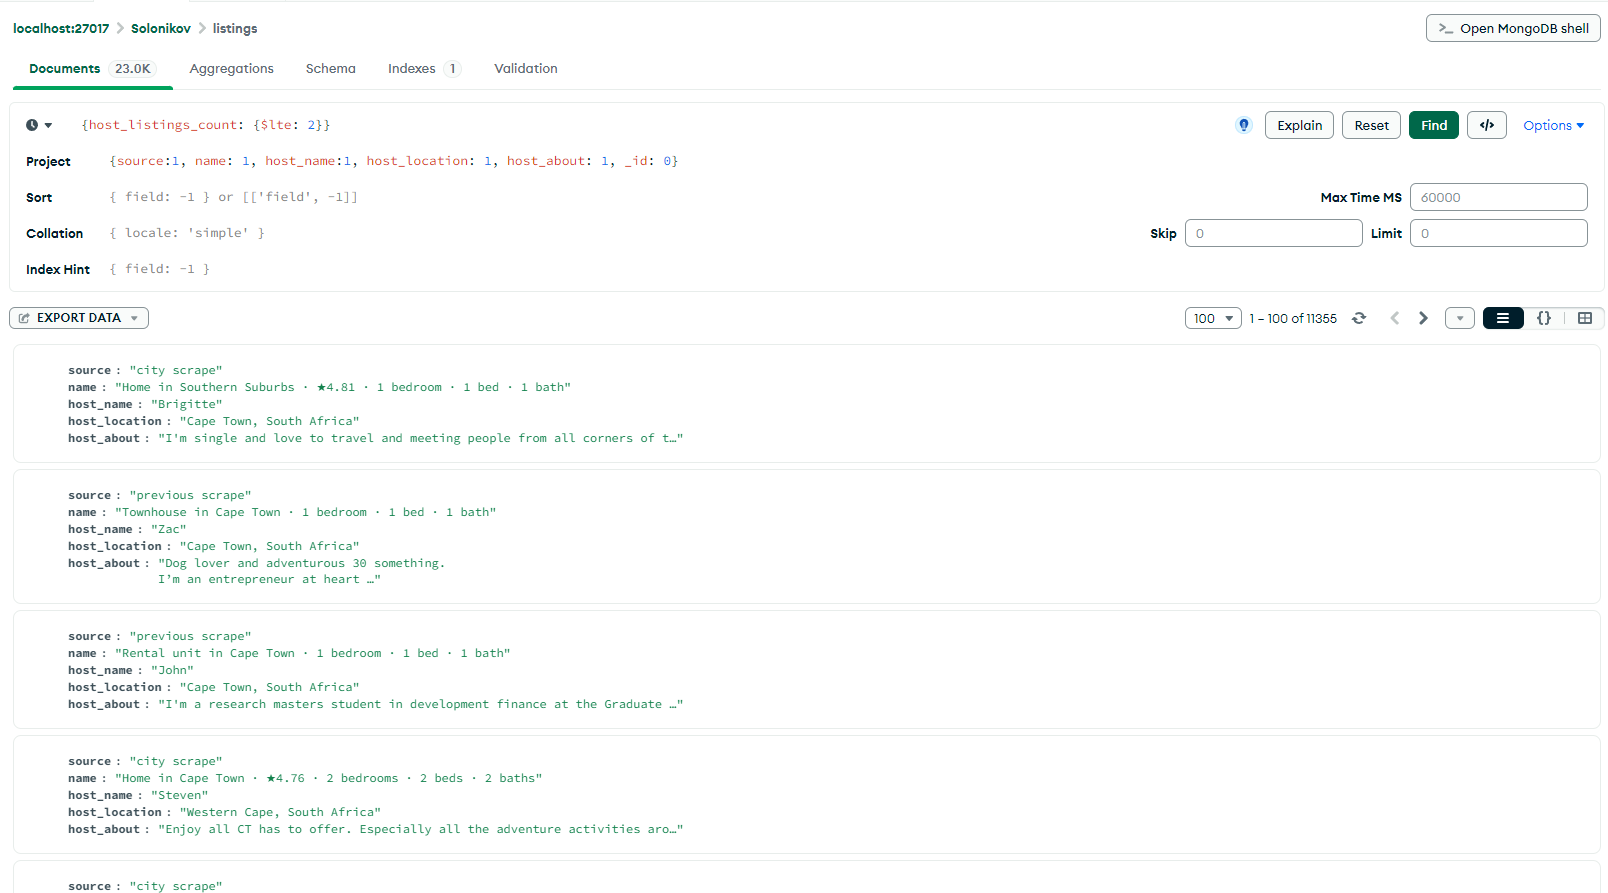 localhost:27017 > Solonikov > listings
>_ Open MongoDB shell
Documents 23.0K Aggregations Schema Indexes 1 Validation
{host_listings_count: {$lte: 2}}
Explain Reset Find </> Options
Project {source:1, name: 1, host_name:1, host_location: 1, host_about: 1, _id: 0}
Sort { field: -1 } or [['field', -1]]
Max Time MS 60000
Collation { locale: 'simple' }
Skip 0 Limit 0
Index Hint { field: -1 }
EXPORT DATA
100 1 – 100 of 11355 {}
source : "city scrape"
name : "Home in Southern Suburbs · ★4.81 · 1 bedroom · 1 bed · 1 bath"
host_name : "Brigitte"
host_location : "Cape Town, South Africa"
host_about : "I'm single and love to travel and meeting people from all corners of t…"
source : "previous scrape"
name : "Townhouse in Cape Town · 1 bedroom · 1 bed · 1 bath"
host_name : "Zac"
host_location : "Cape Town, South Africa"
host_about : "Dog lover and adventurous 30 something.
I’m an entrepreneur at heart …"
source : "previous scrape"
name : "Rental unit in Cape Town · 1 bedroom · 1 bed · 1 bath"
host_name : "John"
host_location : "Cape Town, South Africa"
host_about : "I'm a research masters student in development finance at the Graduate …"
source : "city scrape"
name : "Home in Cape Town · ★4.76 · 2 bedrooms · 2 beds · 2 baths"
host_name : "Steven"
host_location : "Western Cape, South Africa"
host_about : "Enjoy all CT has to offer. Especially all the adventure activities aro…"
source : "city scrape"